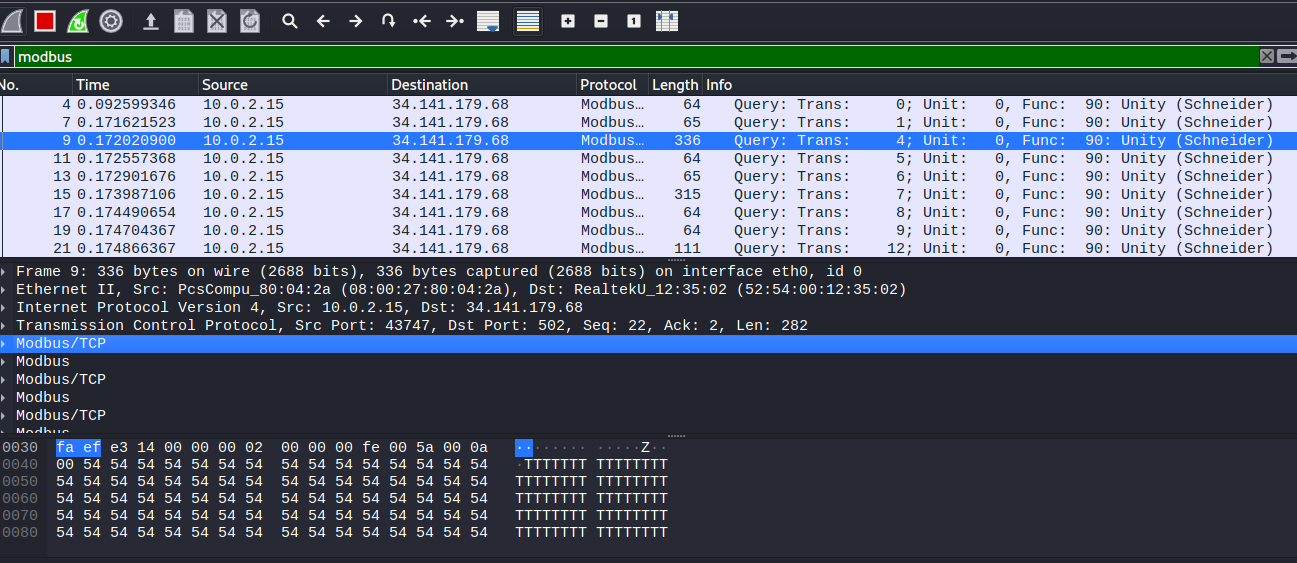 modbus
No. Time Source Destination Protocol Length Info
4 0.092599346 10.0.2.15 34.141.179.68 Modbus… 64 Query: Trans: 0; Unit: 0, Func: 90: Unity (Schneider)
7 0.171621523 10.0.2.15 34.141.179.68 Modbus… 65 Query: Trans: 1; Unit: 0, Func: 90: Unity (Schneider)
9 0.172020900 10.0.2.15 34.141.179.68 Modbus… 336 Query: Trans: 4; Unit: 0, Func: 90: Unity (Schneider)
11 0.172557368 10.0.2.15 34.141.179.68 Modbus… 64 Query: Trans: 5; Unit: 0, Func: 90: Unity (Schneider)
13 0.172901676 10.0.2.15 34.141.179.68 Modbus… 65 Query: Trans: 6; Unit: 0, Func: 90: Unity (Schneider)
15 0.173987106 10.0.2.15 34.141.179.68 Modbus… 315 Query: Trans: 7; Unit: 0, Func: 90: Unity (Schneider)
17 0.174490654 10.0.2.15 34.141.179.68 Modbus… 64 Query: Trans: 8; Unit: 0, Func: 90: Unity (Schneider)
19 0.174704367 10.0.2.15 34.141.179.68 Modbus… 64 Query: Trans: 9; Unit: 0, Func: 90: Unity (Schneider)
21 0.174866367 10.0.2.15 34.141.179.68 Modbus… 111 Query: Trans: 12; Unit: 0, Func: 90: Unity (Schneider)
Frame 9: 336 bytes on wire (2688 bits), 336 bytes captured (2688 bits) on interface eth0, id 0
Ethernet II, Src: PcsCompu_80:04:2a (08:00:27:80:04:2a), Dst: RealtekU_12:35:02 (52:54:00:12:35:02)
Internet Protocol Version 4, Src: 10.0.2.15, Dst: 34.141.179.68
Transmission Control Protocol, Src Port: 43747, Dst Port: 502, Seq: 22, Ack: 2, Len: 282
Modbus/TCP
Modbus
Modbus/TCP
Modbus
Modbus/TCP
Modbus
0030 fa ef e3 14 00 00 00 02 00 00 00 fe 00 5a 00 0a ········ ·····Z··
0040 00 54 54 54 54 54 54 54 54 54 54 54 54 54 54 54 ·TTTTTTT TTTTTTTT
0050 54 54 54 54 54 54 54 54 54 54 54 54 54 54 54 54 TTTTTTTT TTTTTTTT
0060 54 54 54 54 54 54 54 54 54 54 54 54 54 54 54 54 TTTTTTTT TTTTTTTT
0070 54 54 54 54 54 54 54 54 54 54 54 54 54 54 54 54 TTTTTTTT TTTTTTTT
0080 54 54 54 54 54 54 54 54 54 54 54 54 54 54 54 54 TTTTTTTT TTTTTTTT